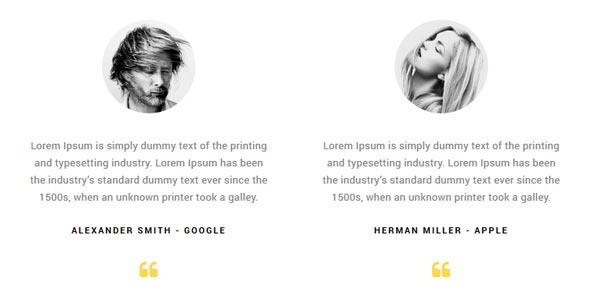 Lorem Ipsum is simply dummy text of the printing
and typesetting industry. Lorem Ipsum has been
the industry's standard dummy text ever since the
1500s, when an unknown printer took a galley.
ALEXANDER SMITH - GOOGLE
❝
Lorem Ipsum is simply dummy text of the printing
and typesetting industry. Lorem Ipsum has been
the industry's standard dummy text ever since the
1500s, when an unknown printer took a galley.
HERMAN MILLER - APPLE
❝